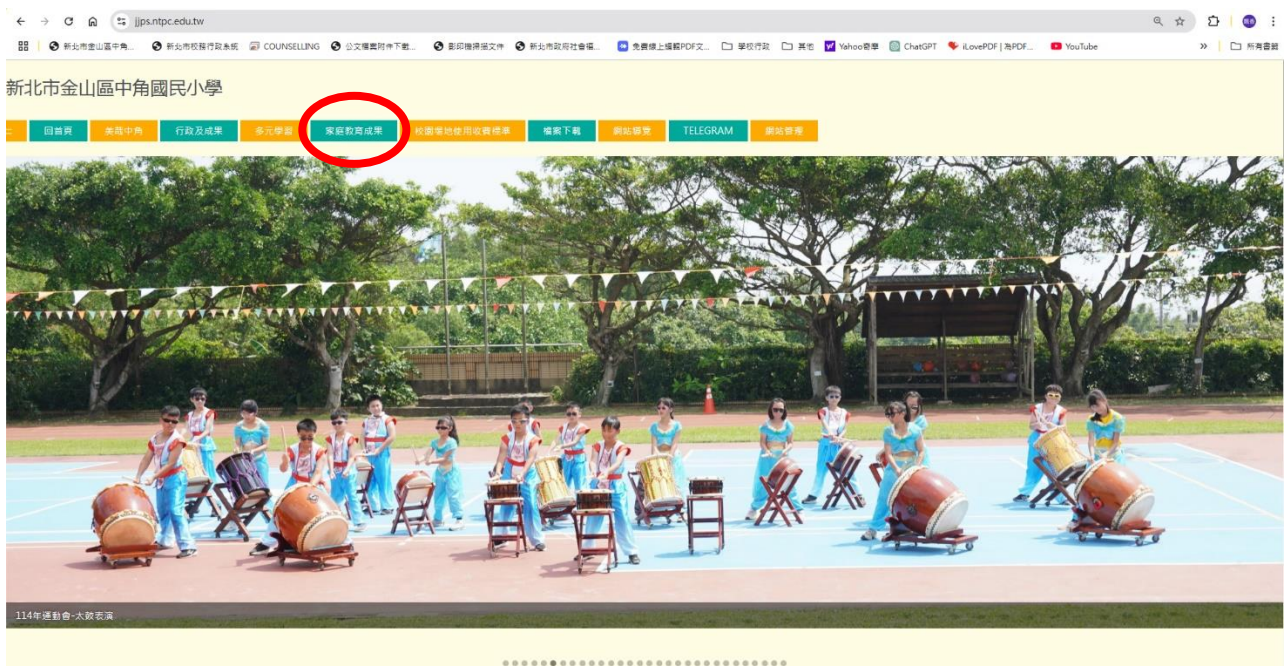 jjps.ntpc.edu.tw
新北市金山區中角... 新北市校務行政系統 COUNSELLING 公文檔案附件下載... 影印機掃描文件 新北市政府社會福... 免費線上編輯PDF文... 學校行政 其他 Yahoo奇摩 ChatGPT iLovePDF | 為PDF... YouTube » 所有書籤
新北市金山區中角國民小學
回首頁 美哉中角 行政及成果 多元學習 家庭教育成果 校園場地使用收費標準 檔案下載 網站導覽 TELEGRAM 網站管理
114年運動會-太鼓表演